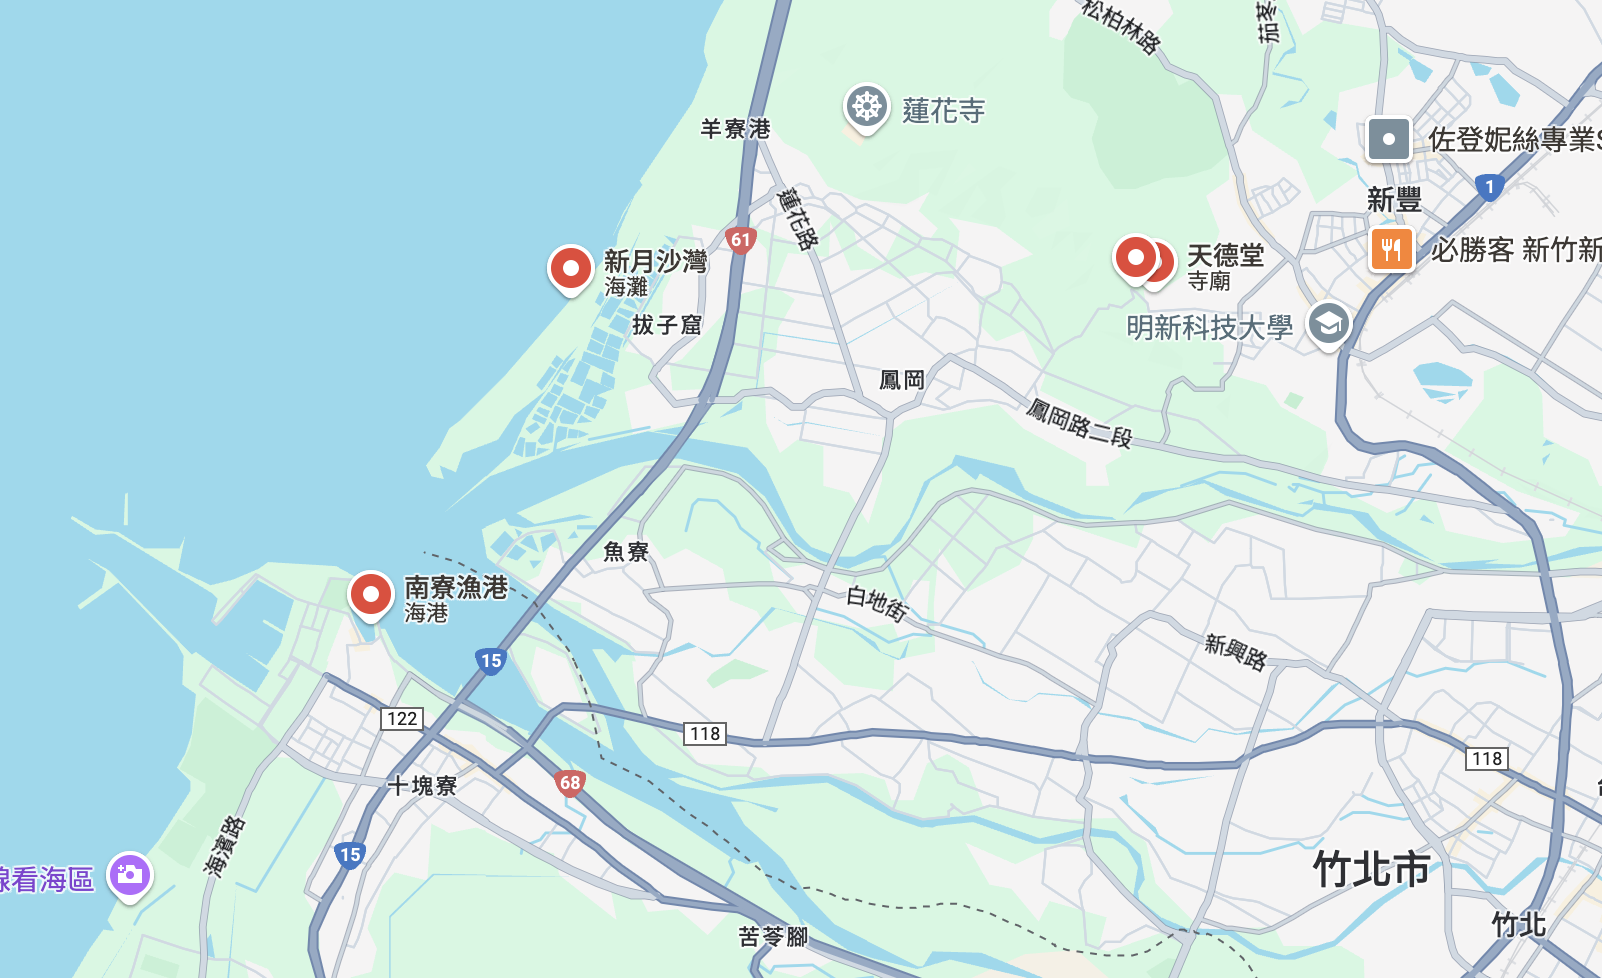 松柏林路
茄苳
蓮花寺
羊寮港
佐登妮絲專業S
1
新豐
蓮花路
61
新月沙灣
海灘
天德堂
寺廟
必勝客 新竹新
拔子窟
明新科技大學
鳳岡
鳳岡路二段
魚寮
南寮漁港
海港
白地街
新興路
15
122
118
118
68
十塊寮
海濱路
15
線看海區
竹北市
竹北
苦苓腳